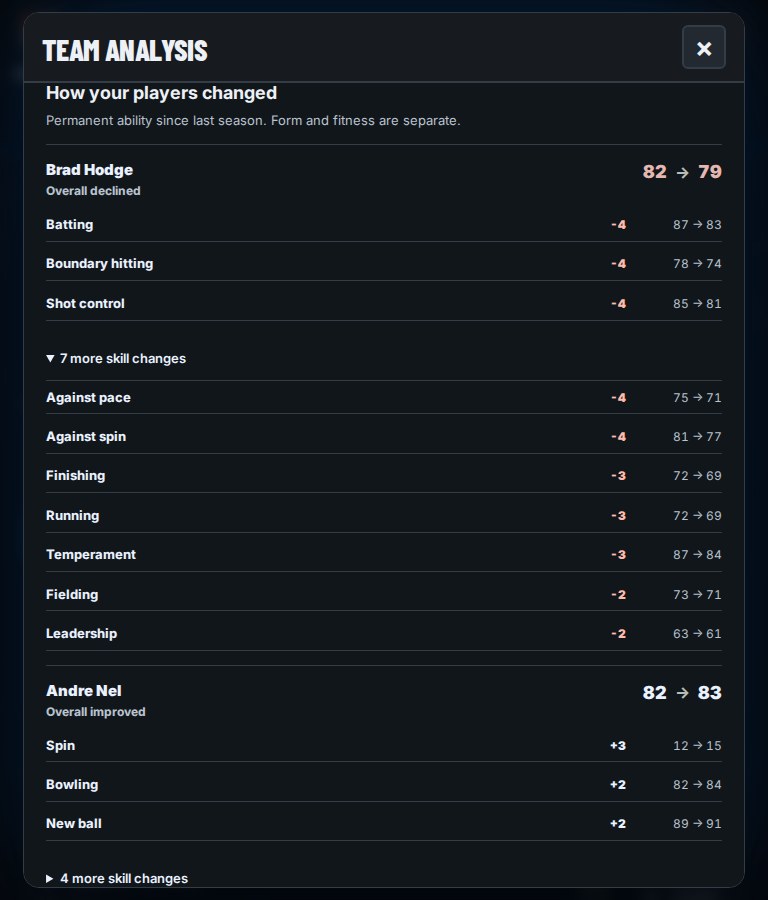 TEAM ANALYSIS
×
How your players changed
Permanent ability since last season. Form and fitness are separate.
Brad Hodge 82 → 79
Overall declined
Batting -4 87 → 83
Boundary hitting -4 78 → 74
Shot control -4 85 → 81
▼ 7 more skill changes
Against pace -4 75 → 71
Against spin -4 81 → 77
Finishing -3 72 → 69
Running -3 72 → 69
Temperament -3 87 → 84
Fielding -2 73 → 71
Leadership -2 63 → 61
Andre Nel 82 → 83
Overall improved
Spin +3 12 → 15
Bowling +2 82 → 84
New ball +2 89 → 91
▶ 4 more skill changes